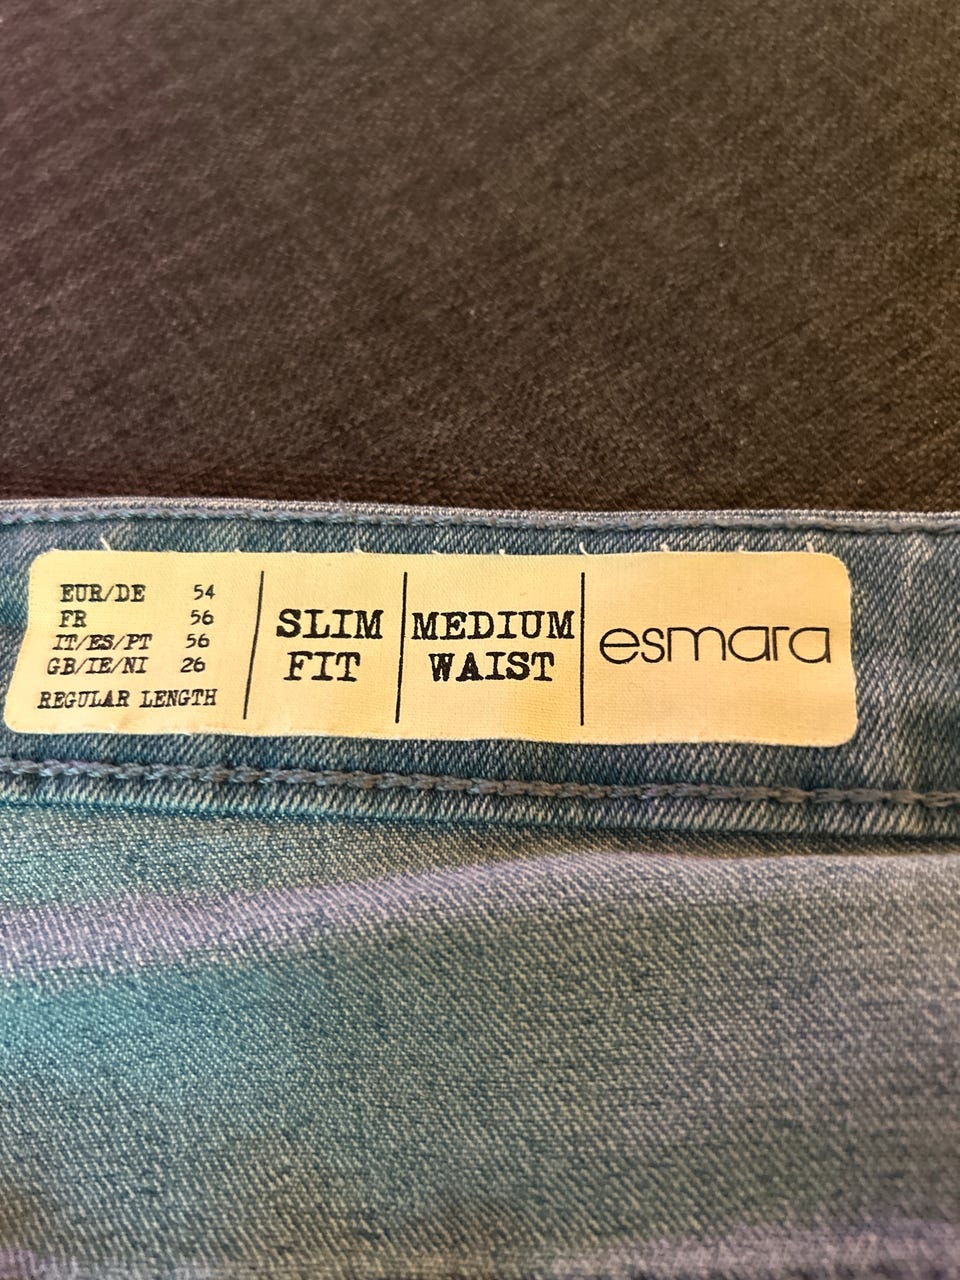 EUR/DE 54
FR 56
IT/ES/PT 56
GB/IE/NI 26
REGULAR LENGTH
SLIM
FIT
MEDIUM
WAIST
esmara